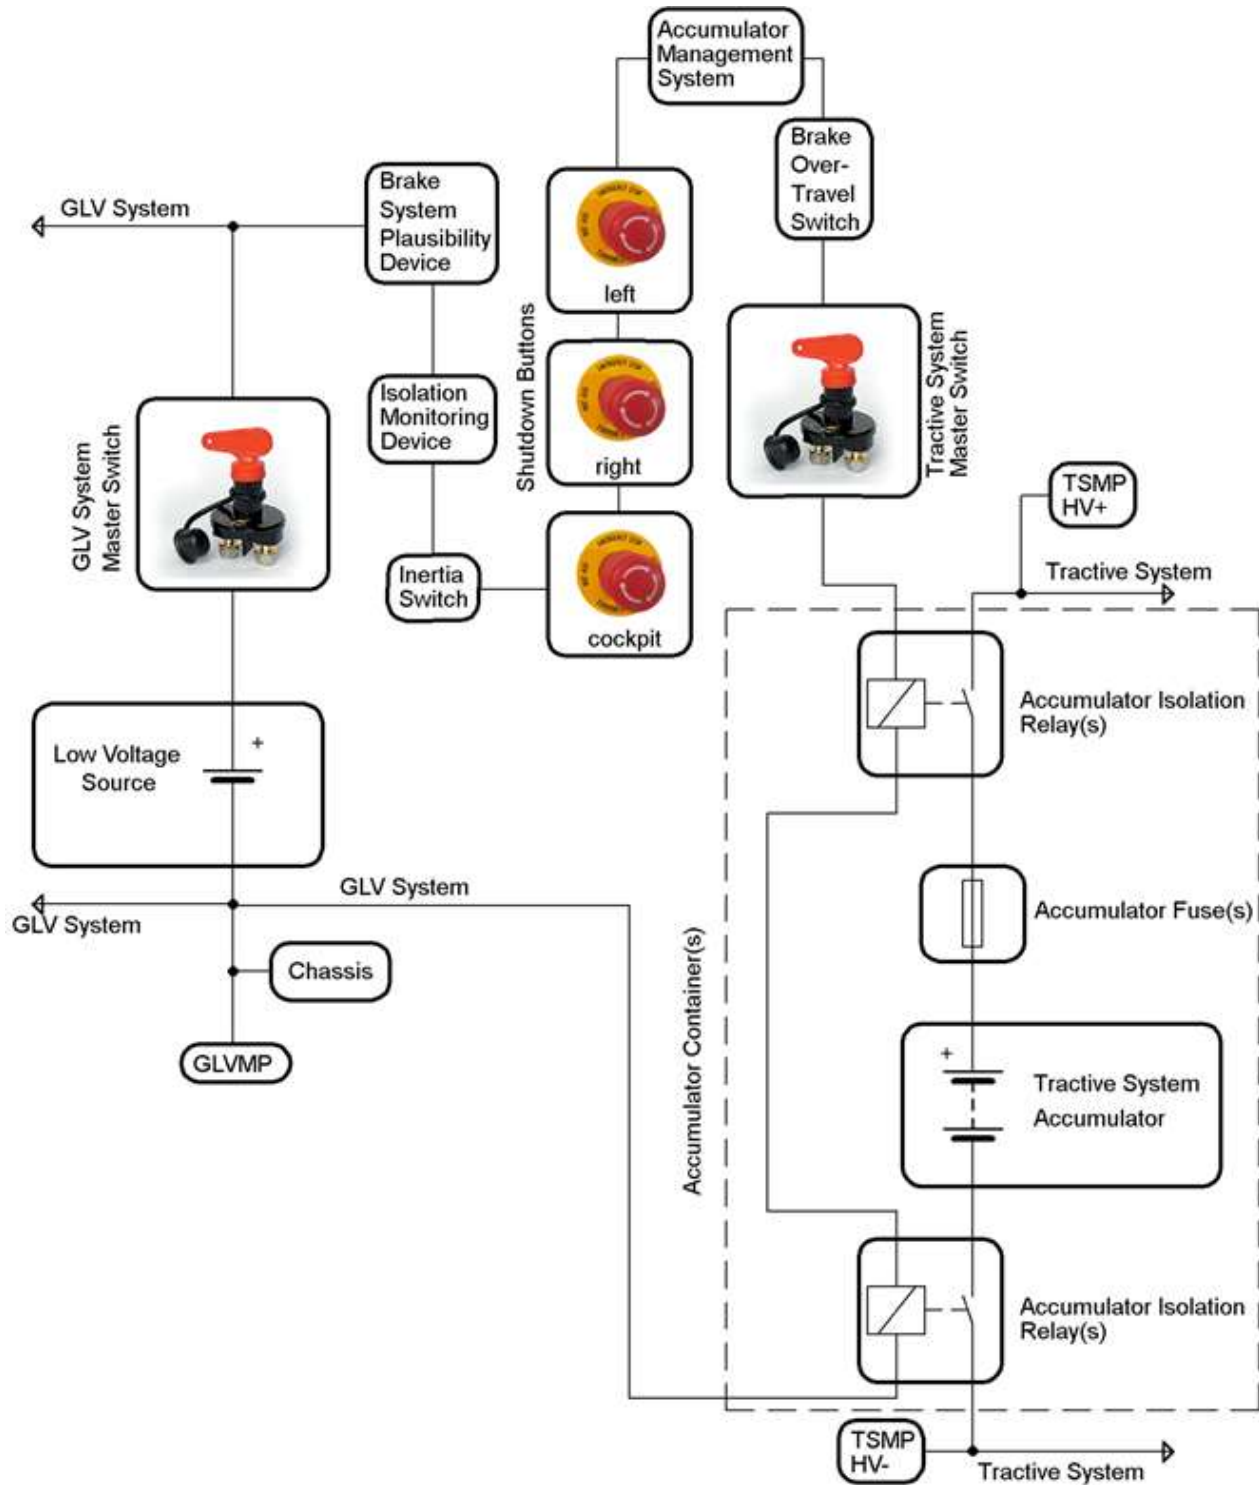 Accumulator
Management
System
Brake
Over-
Travel
Switch
Brake
System
Plausibility
Device
GLV System
left
Shutdown Buttons
right
cockpit
Isolation
Monitoring
Device
Inertia
Switch
GLV System
Master Switch
Tractive System
Master Switch
TSMP
HV+
Tractive System
Accumulator Isolation
Relay(s)
Low Voltage
Source
+
GLV System
GLV System
Chassis
GLVMP
Accumulator Container(s)
Accumulator Fuse(s)
+
Tractive System
Accumulator
Accumulator Isolation
Relay(s)
TSMP
HV-
Tractive System